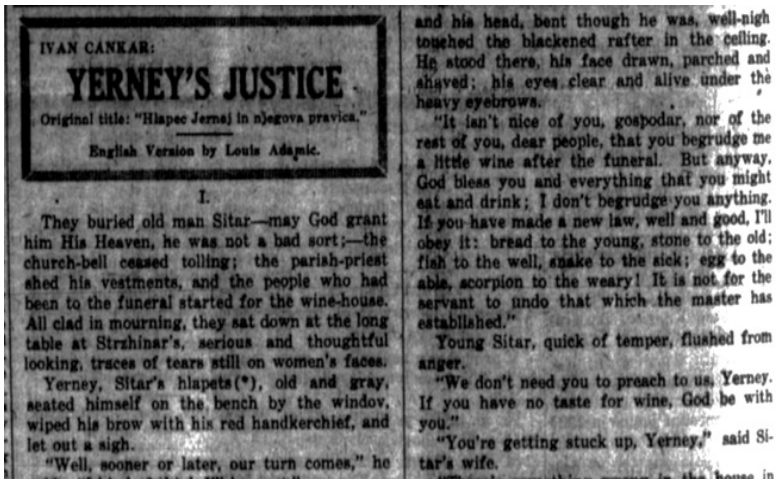 IVAN CANKAR:
YERNEY'S JUSTICE
Original title: "Hlapec Jernej in njegova pravica."
English Version by Louis Adamic.
I.
They buried old man Sitar—may God grant
him His Heaven, he was not a bad sort;—the
church-bell ceased tolling; the parish-priest
shed his vestments, and the people who had
been to the funeral started for the wine-house.
All clad in mourning, they sat down at the long
table at Strzhinar's, serious and thoughtful
looking, traces of tears still on women's faces.
Yerney, Sitar's hlapets(*), old and gray,
seated himself on the bench by the windov,
wiped his brow with his red handkerchief, and
let out a sigh.
"Well, sooner or later, our turn comes," he
and his head, bent though he was, well-nigh
touched the blackened rafter in the ceiling.
He stood there, his face drawn, parched and
shaved; his eyes clear and alive under the
heavy eyebrows.
"It isn't nice of you, gospodar, nor of the
rest of you, dear people, that you begrudge me
a little wine after the funeral. But anyway,
God bless you and everything that you might
eat and drink; I don't begrudge you anything.
If you have made a new law, well and good, I'll
obey it: bread to the young, stone to the old;
fish to the well, snake to the sick; egg to the
able, scorpion to the weary! It is not for the
servant to undo that which the master has
established."
Young Sitar, quick of temper, flushed from
anger.
"We don't need you to preach to us, Yerney.
If you have no taste for wine, God be with
you."
"You're getting stuck up, Yerney," said Si-
tar's wife.
house in